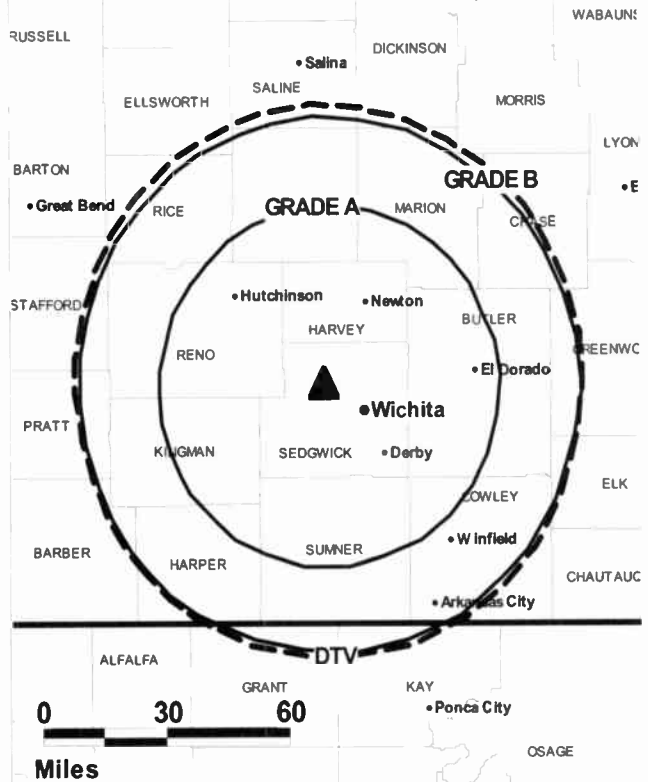 WABAUNS
RUSSELL
DICKINSON
Salina
SALINE
ELLSWORTH
MORRIS
LYON
BARTON
GRADE B
E
Great Bend
RICE
GRADE A
MARION
CHASE
Hutchinson
Newton
STAFFORD
BUTLER
HARVEY
GREENWO
RENO
El Dorado
Wichita
PRATT
KINGMAN
SEDGWICK
Derby
ELK
COWLEY
Winfield
BARBER
SUMNER
HARPER
CHAUTAUQ
Arkansas City
DTV
ALFALFA
GRANT
KAY
0 30 60
Ponca City
Miles
OSAGE